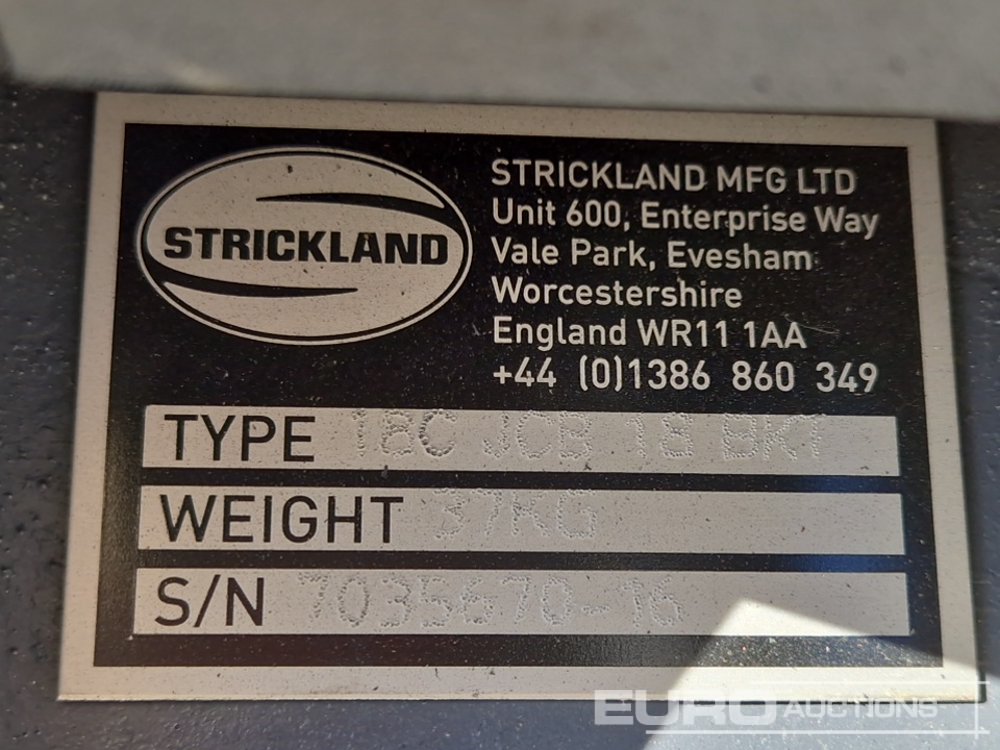 STRICKLAND
STRICKLAND MFG LTD
Unit 600, Enterprise Way
Vale Park, Evesham
Worcestershire
England WR11 1AA
+44 (0)1386 860 349
TYPE 18C JCB 18 BKT
WEIGHT 37KG
S/N 7035670-16
EURO AUCTIONS